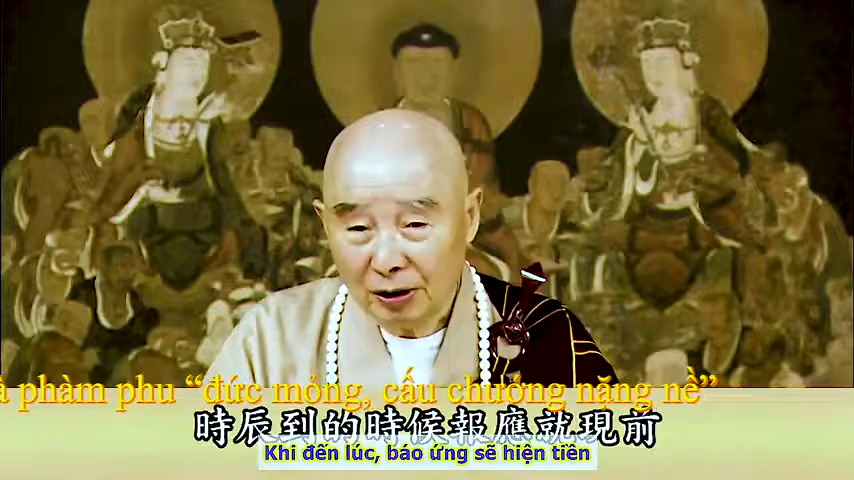 à phàm phu “đức mỏng, cấu chướng nặng nề”
時辰到的時候報應就現前
Khi đến lúc, báo ứng sẽ hiện tiền